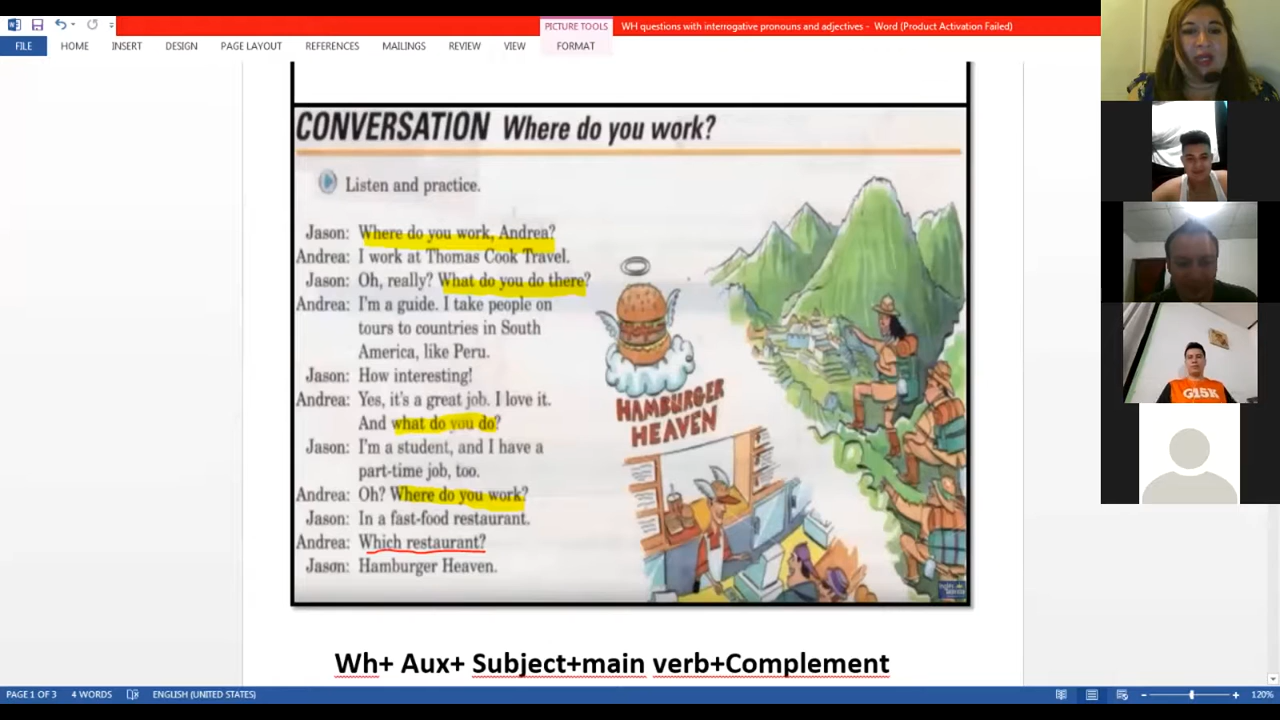 PICTURE TOOLS
WH questions with interrogative pronouns and adjectives - Word (Product Activation Failed)
FILE HOME INSERT DESIGN PAGE LAYOUT REFERENCES MAILINGS REVIEW VIEW FORMAT
CONVERSATION Where do you work?
Listen and practice.
Jason: Where do you work, Andrea?
Andrea: I work at Thomas Cook Travel.
Jason: Oh, really? What do you do there?
Andrea: I'm a guide. I take people on
tours to countries in South
America, like Peru.
Jason: How interesting!
Andrea: Yes, it's a great job. I love it.
And what do you do?
Jason: I'm a student, and I have a
part-time job, too.
Andrea: Oh? Where do you work?
Jason: In a fast-food restaurant.
Andrea: Which restaurant?
Jason: Hamburger Heaven.
HAMBURGER
HEAVEN
Wh+ Aux+ Subject+main verb+Complement
PAGE 1 OF 3 4 WORDS ENGLISH (UNITED STATES) 120%